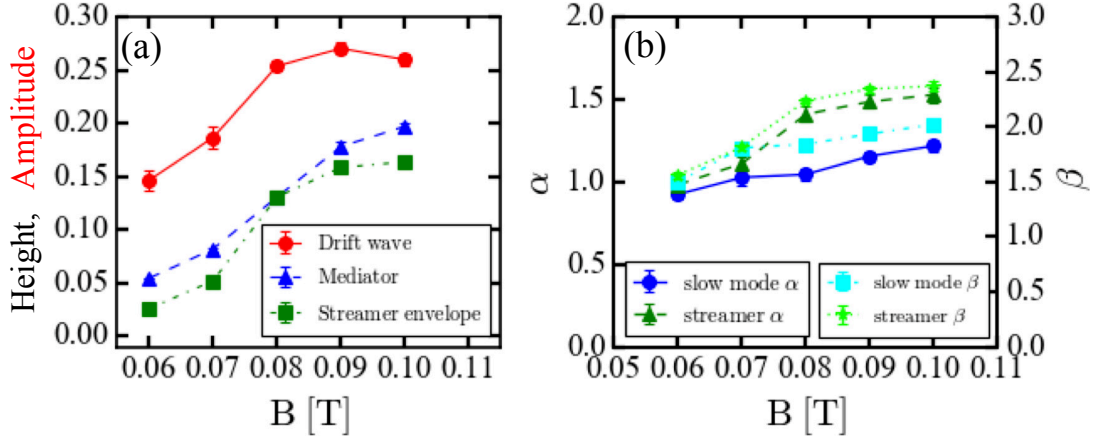 (a)
Height, Amplitude
0.30
0.25
0.20
0.15
0.10
0.05
0.00
Drift wave
Mediator
Streamer envelope
0.06 0.07 0.08 0.09 0.10 0.11
B [T]
(b)
α
2.0
1.5
1.0
0.5
0.0
slow mode α
streamer α
slow mode β
streamer β
3.0
2.5
2.0
1.5
1.0
0.5
0.0
β
0.05 0.06 0.07 0.08 0.09 0.10 0.11
B [T]